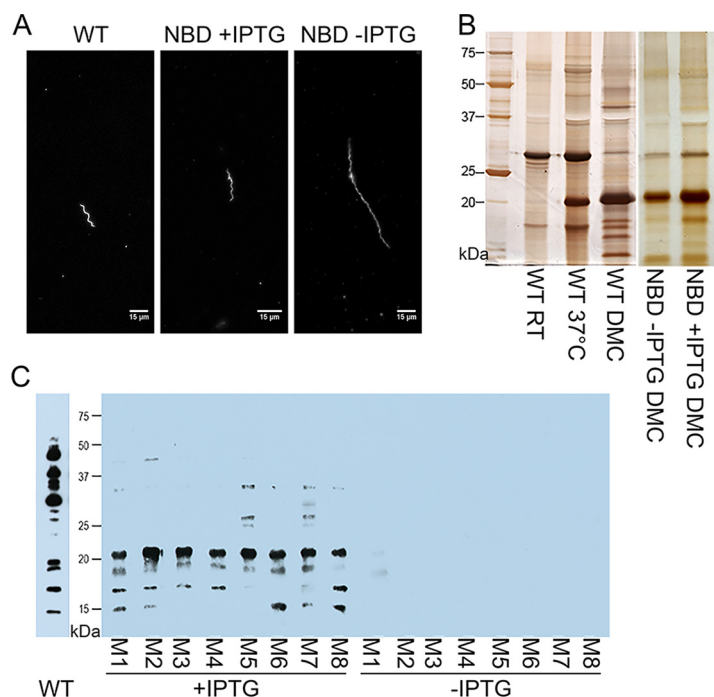 A
WT
NBD +IPTG
NBD -IPTG
15 µm
15 µm
15 µm
B
75
50
37
25
20
kDa
WT RT
WT 37°C
WT DMC
NBD -IPTG DMC
NBD +IPTG DMC
C
75
50
37
25
20
15
kDa
M1 M2 M3 M4 M5 M6 M7 M8 M1 M2 M3 M4 M5 M6 M7 M8
WT +IPTG -IPTG